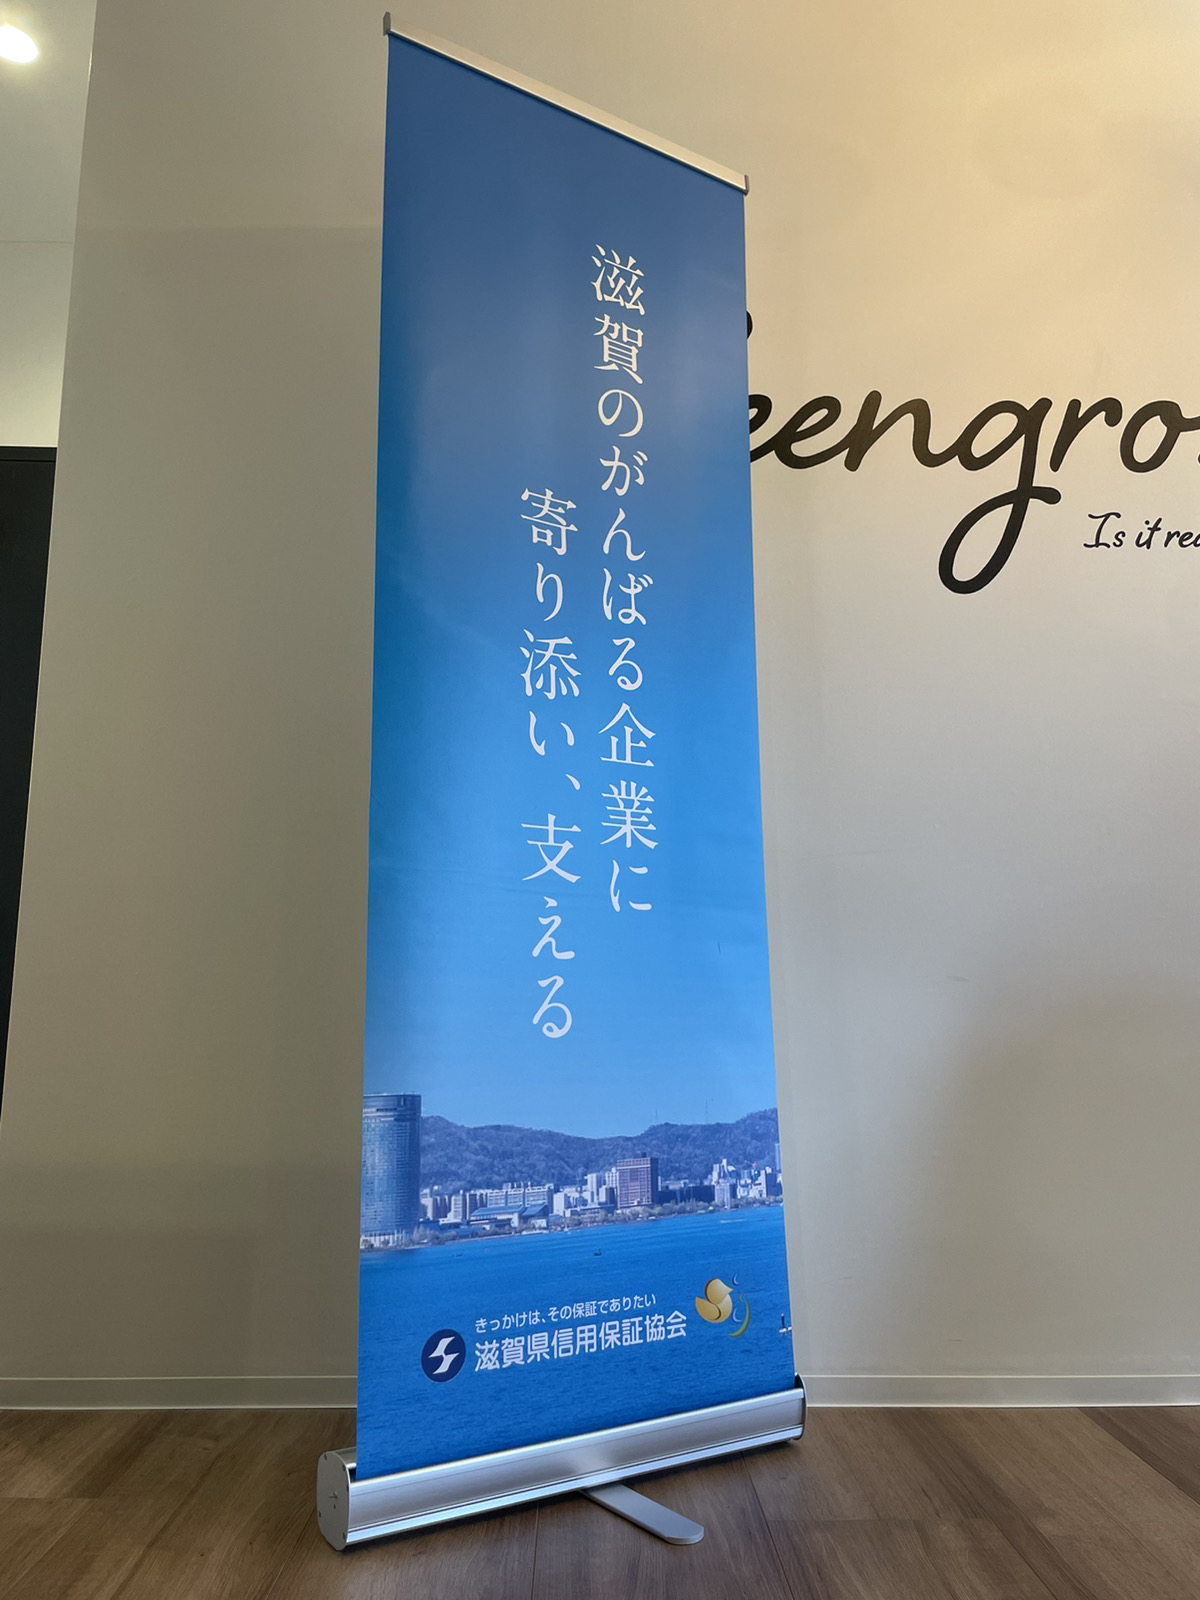 滋賀のがんばる企業に
寄り添い、支える
きっかけは、その保証でありたい
滋賀県信用保証協会
eengro
Is it